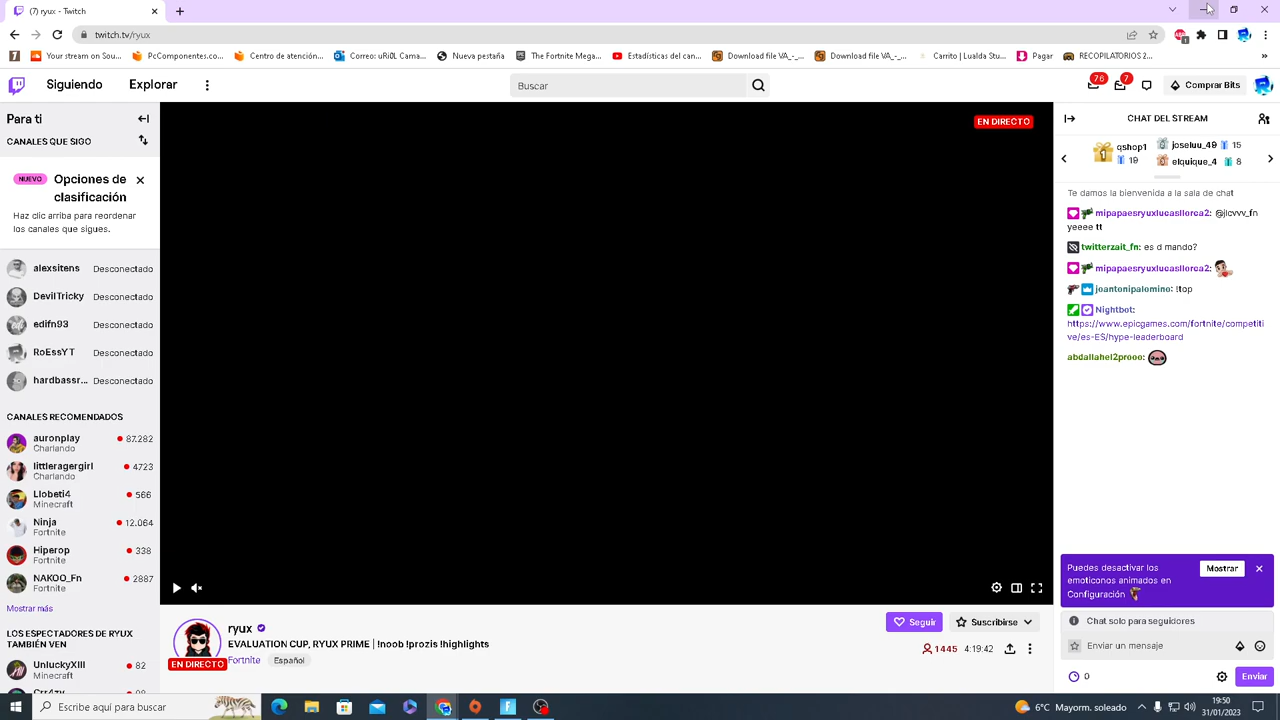 (7) ryux - Twitch
twitch.tv/ryux
Your stream on Sou...
PcComponentes.co...
Centro de atención...
Correo: uRi0L Cama...
Nueva pestaña
The Fortnite Mega...
Estadísticas del can...
Download file VA_-_...
Download file VA_-_...
Carrito | Lualda Stu...
Pagar
RECOPILATORIOS 2...
»
Siguiendo
Explorar
Buscar
76
7
Comprar Bits
Para ti
CANALES QUE SIGO
NUEVO
Opciones de
clasificación
Haz clic arriba para reordenar
los canales que sigues.
alexsitens Desconectado
DevilTricky Desconectado
edifn93 Desconectado
RoEssYT Desconectado
hardbassr... Desconectado
CANALES RECOMENDADOS
auronplay 87.282
Charlando
littleragergirl 4723
Charlando
Llobeti4 566
Minecraft
Ninja 12.064
Fortnite
Hiperop 338
Fortnite
NAKOO_Fn 2887
Fortnite
Mostrar más
LOS ESPECTADORES DE RYUX
TAMBIÉN VEN
UnluckyXIII 82
Minecraft
EN DIRECTO
EN DIRECTO
ryux
EVALUATION CUP, RYUX PRIME | !noob !prozis !highlights
Fortnite Español
Seguir
Suscribirse
1445 4:19:42
CHAT DEL STREAM
1
qshop1
19
joseluu_49 15
elquique_4 8
Te damos la bienvenida a la sala de chat
mipapaesryuxlucasllorca2: @jlcvvv_fn
yeeee tt
twitterzait_fn: es d mando?
mipapaesryuxlucasllorca2:
joantonipalomino: !top
Nightbot:
https://www.epicgames.com/fortnite/competiti
ve/es-ES/hype-leaderboard
abdallahel2prooo:
Puedes desactivar los
emoticonos animados en
Configuración
Mostrar
Chat solo para seguidores
Enviar un mensaje
0
Enviar
Escribe aquí para buscar
6°C Mayorm. soleado
19:50
31/01/2023